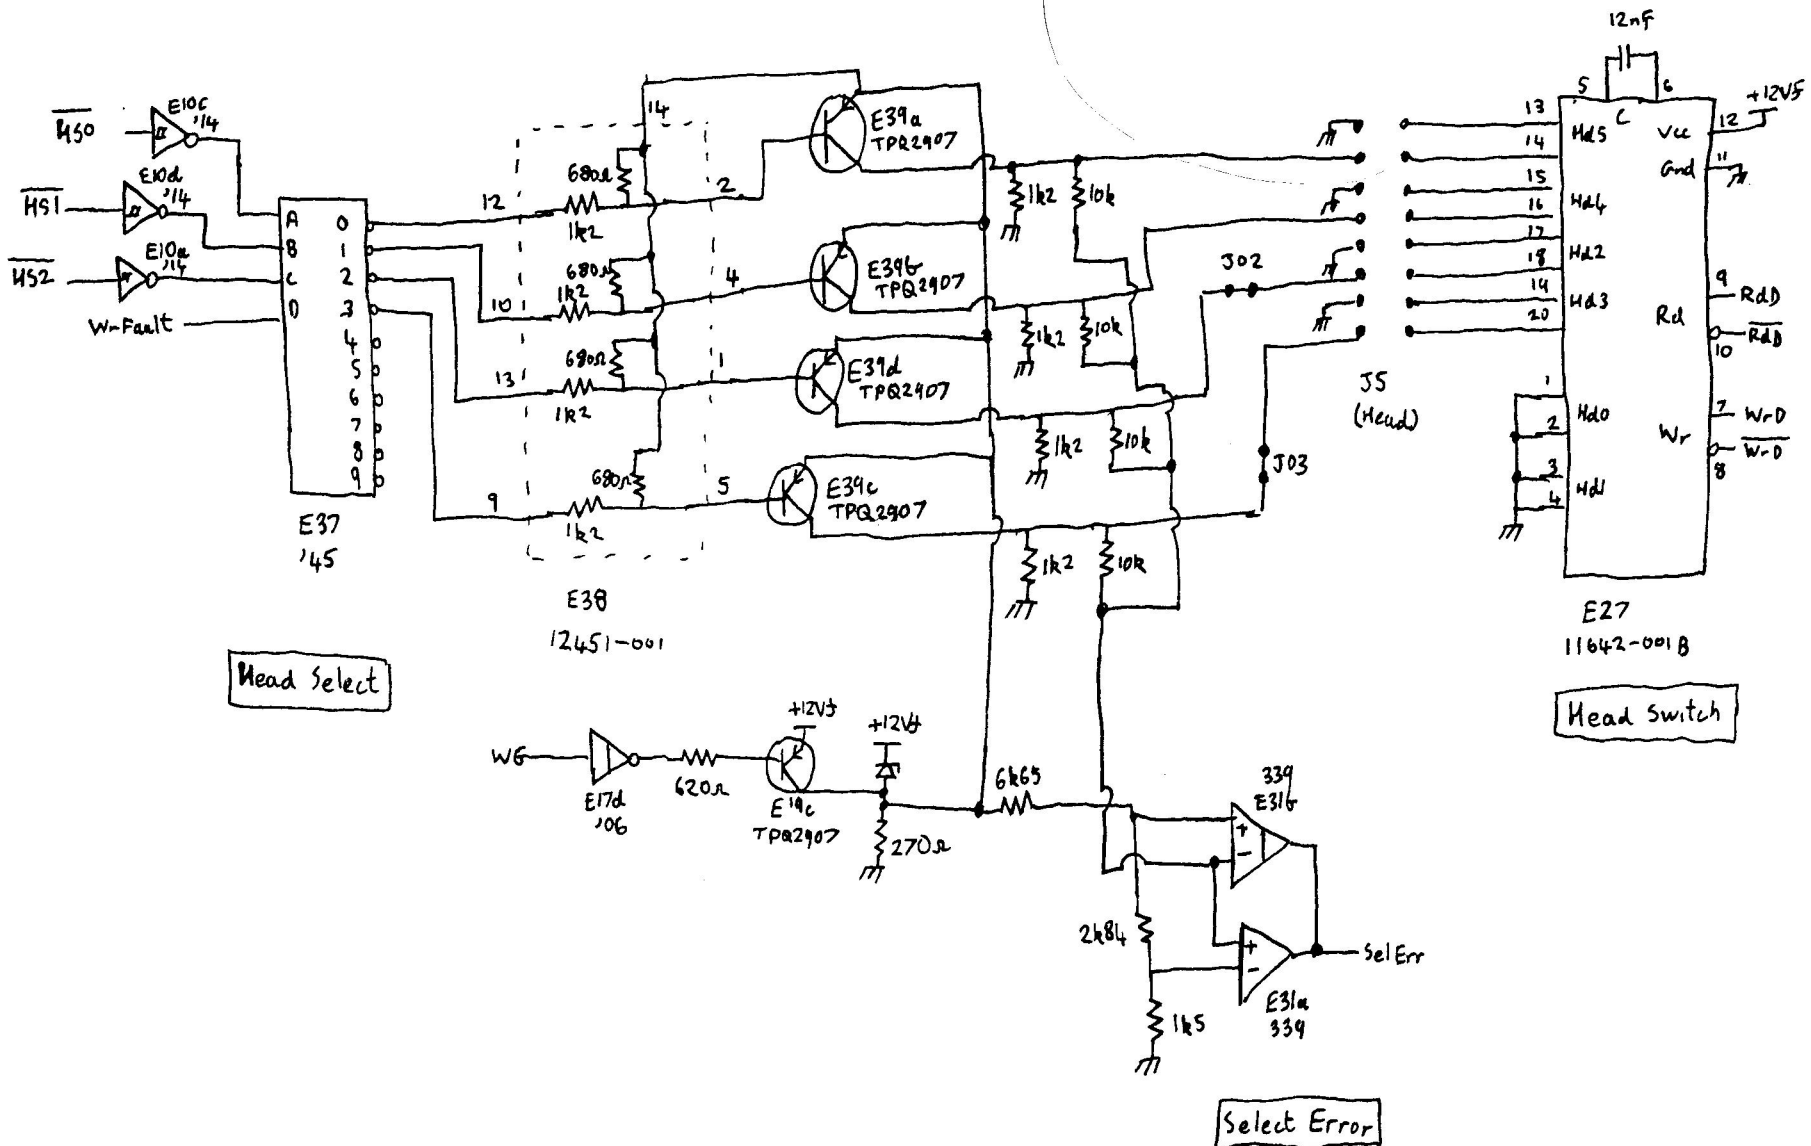 12nF
5
6
+12Vf
HS0
E10c
'14
HS1
E10d
'14
HS2
E10a
'14
W-Fault
A
B
C
D
0
1
2
3
4
5
6
7
8
9
E37
'45
12
10
13
9
14
680Ω
1k2
680Ω
1k2
680Ω
1k2
680Ω
1k2
2
4
1
5
E38
12451-001
E39a
TPQ2907
E39b
TPQ2907
E39d
TPQ2907
E39c
TPQ2907
1k2
10k
1k2
10k
1k2
10k
1k2
10k
J02
J03
J5
(Head)
13
14
15
16
17
18
19
20
1
2
3
4
Hd5
Hd4
Hd2
Hd3
Hd0
Hd1
C
Vcc
Gnd
Rd
Wr
12
11
9
RdD
10
RdD
7
WrD
8
WrD
E27
11642-001B
Head Select
Head Switch
WG
E17d
'06
620Ω
+12Vf
E19c
TPQ2907
+12Vf
270Ω
6k65
339
E31b
+
-
2k84
+
-
E31a
339
1k5
SelErr
Select Error